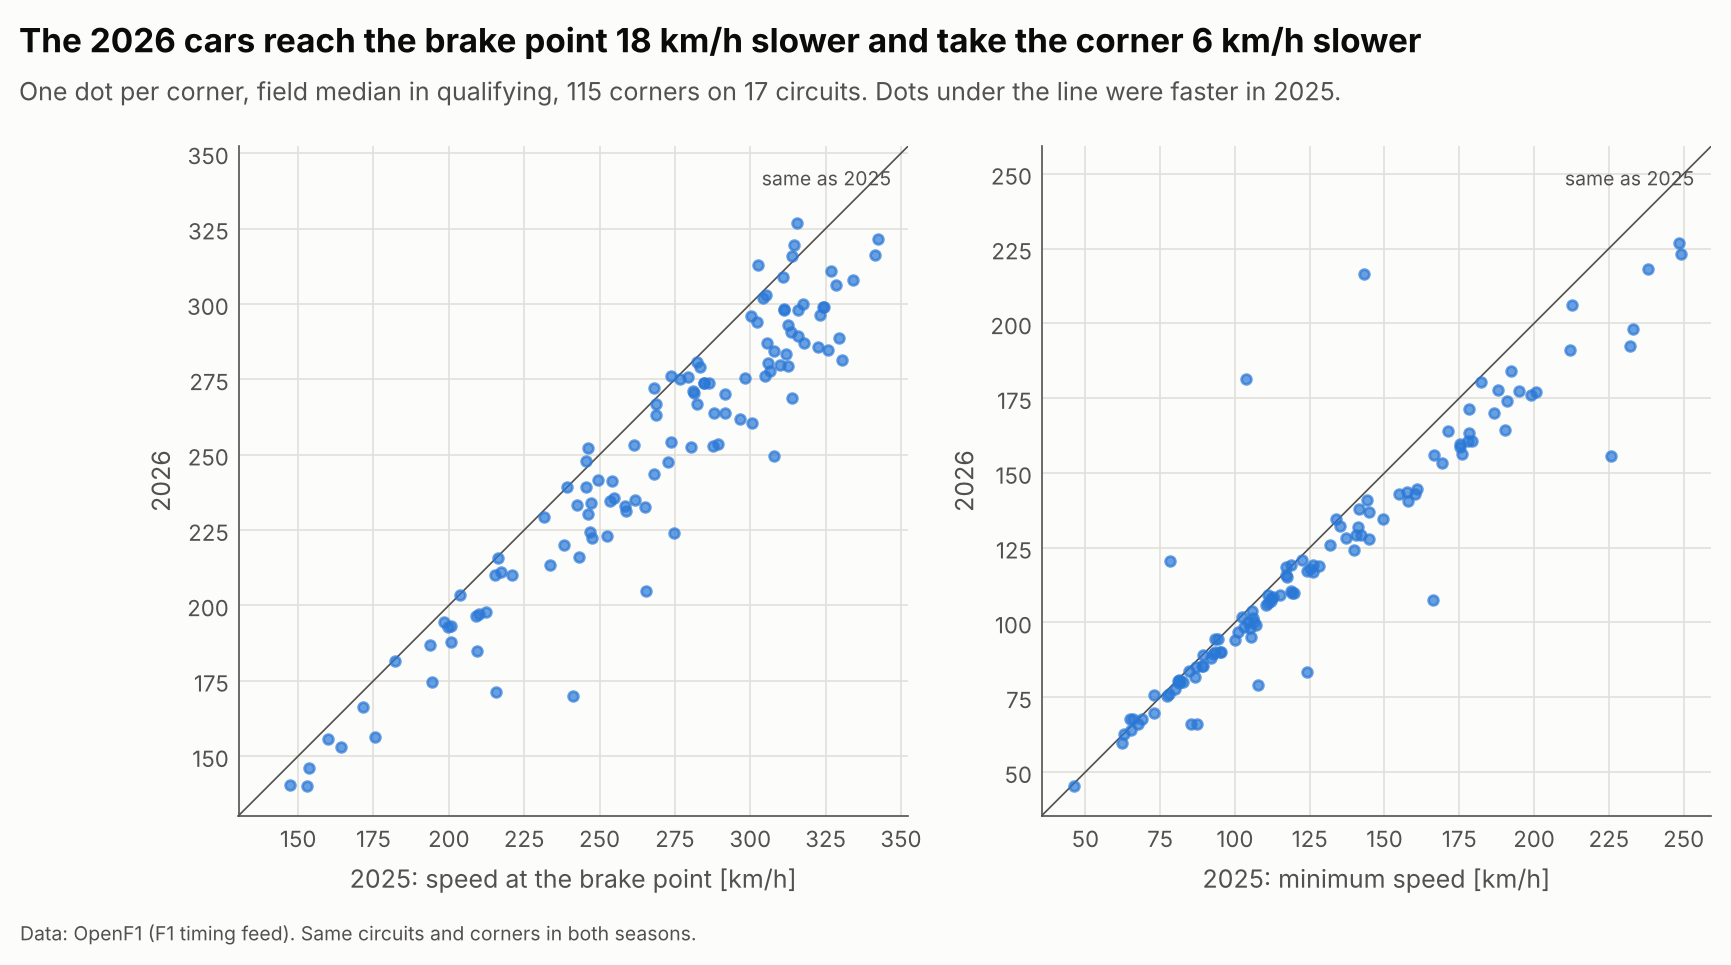 The 2026 cars reach the brake point 18 km/h slower and take the corner 6 km/h slower
One dot per corner, field median in qualifying, 115 corners on 17 circuits. Dots under the line were faster in 2025.
350
325
300
275
250
225
200
175
150
2026
same as 2025
150 175 200 225 250 275 300 325 350
2025: speed at the brake point [km/h]
250
225
200
175
150
125
100
75
50
2026
same as 2025
50 75 100 125 150 175 200 225 250
2025: minimum speed [km/h]
Data: OpenF1 (F1 timing feed). Same circuits and corners in both seasons.